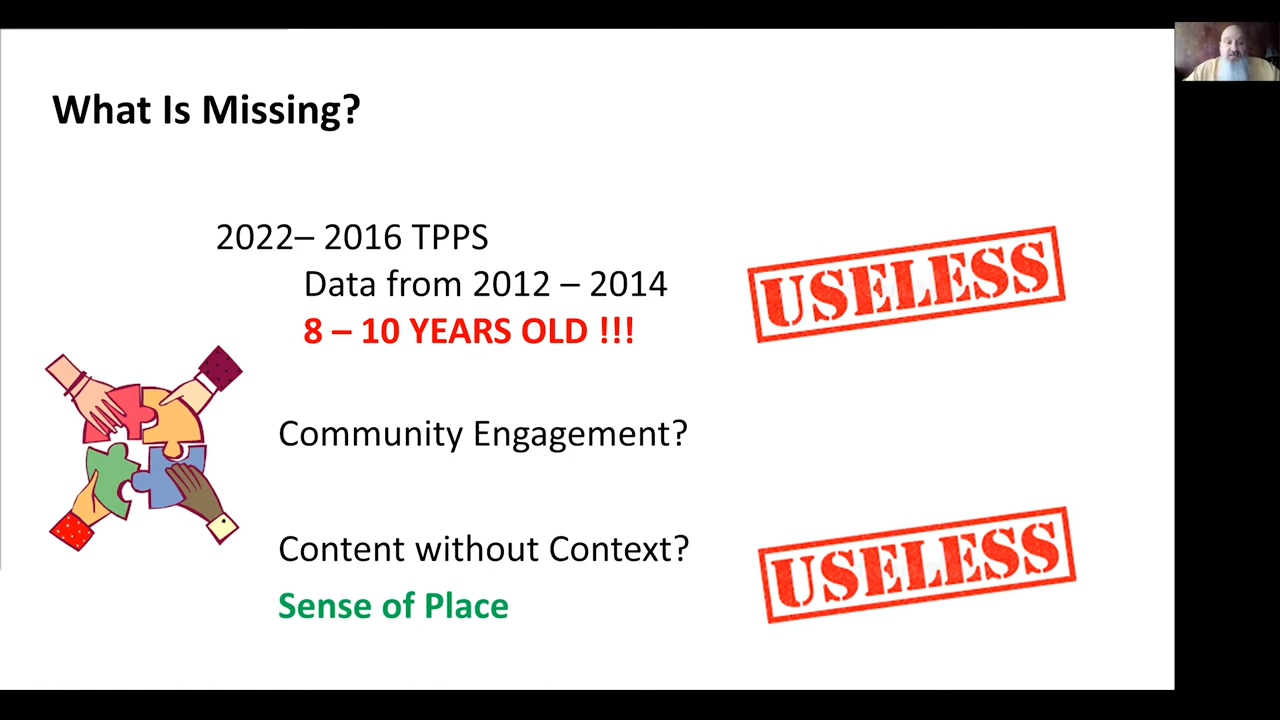 What Is Missing?
2022– 2016 TPPS
Data from 2012 – 2014
8 – 10 YEARS OLD !!!
USELESS
Community Engagement?
Content without Context?
USELESS
Sense of Place